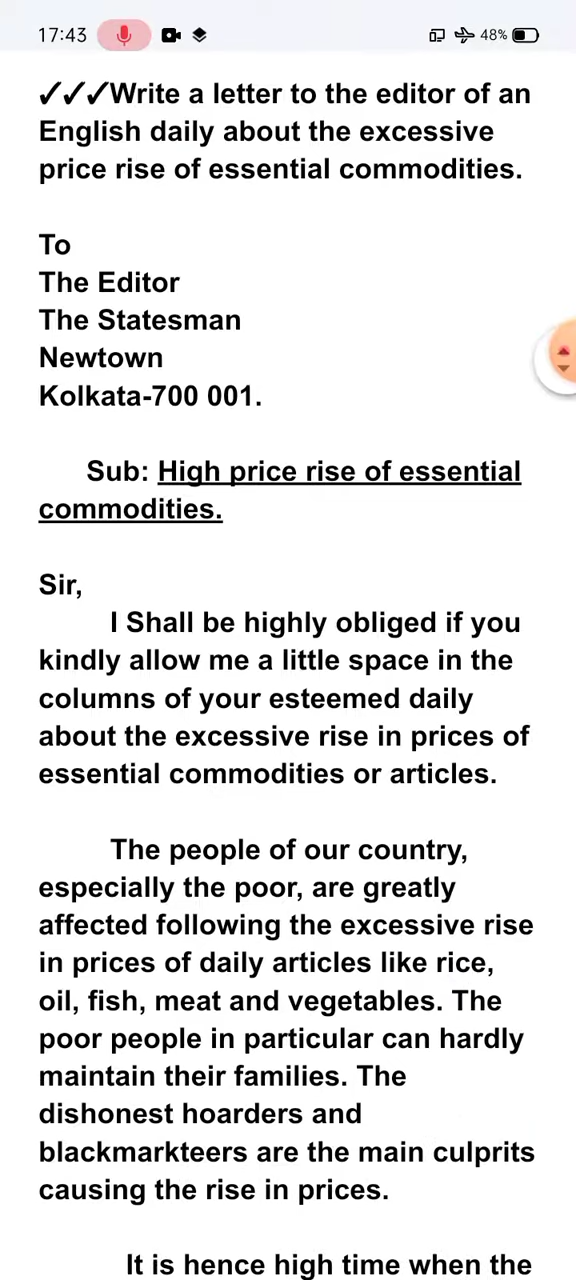 17:43
48%
✓✓✓Write a letter to the editor of an
English daily about the excessive
price rise of essential commodities.
To
The Editor
The Statesman
Newtown
Kolkata-700 001.
Sub: High price rise of essential
commodities.
Sir,
I Shall be highly obliged if you
kindly allow me a little space in the
columns of your esteemed daily
about the excessive rise in prices of
essential commodities or articles.
The people of our country,
especially the poor, are greatly
affected following the excessive rise
in prices of daily articles like rice,
oil, fish, meat and vegetables. The
poor people in particular can hardly
maintain their families. The
dishonest hoarders and
blackmarkteers are the main culprits
causing the rise in prices.
It is hence high time when the